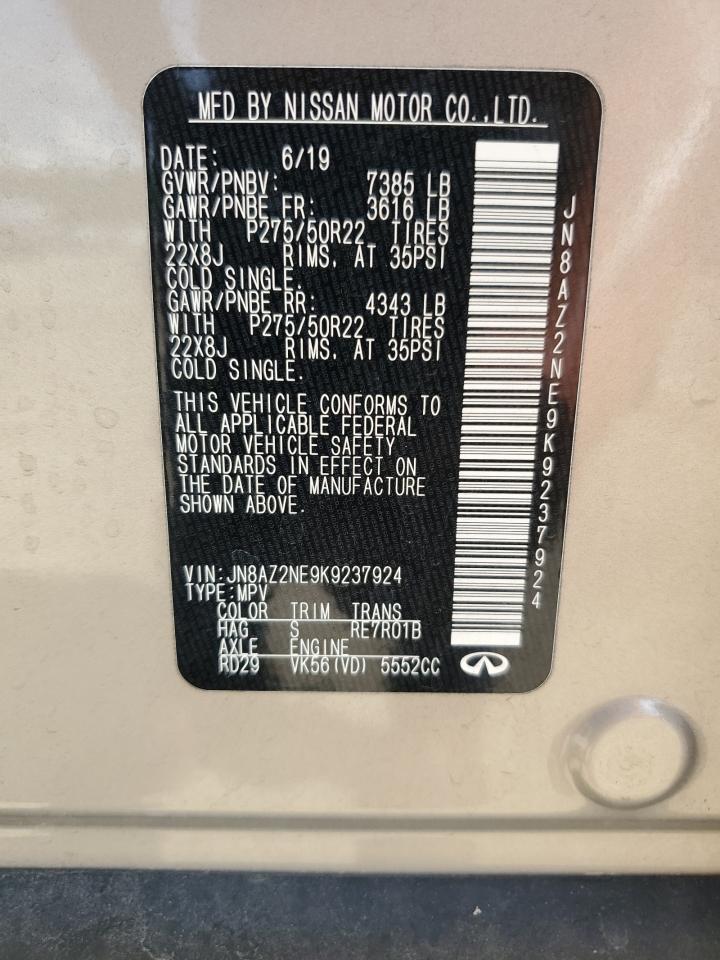 MFD BY NISSAN MOTOR CO.,LTD.
DATE: 6/19
GVWR/PNBV: 7385 LB
GAWR/PNBE FR: 3616 LB
WITH P275/50R22 TIRES
22X8J RIMS, AT 35PSI
COLD SINGLE.
GAWR/PNBE RR: 4343 LB
WITH P275/50R22 TIRES
22X8J RIMS, AT 35PSI
COLD SINGLE.
THIS VEHICLE CONFORMS TO
ALL APPLICABLE FEDERAL
MOTOR VEHICLE SAFETY
STANDARDS IN EFFECT ON
THE DATE OF MANUFACTURE
SHOWN ABOVE.
VIN:JN8AZ2NE9K9237924
TYPE:MPV
COLOR TRIM TRANS
HAG S RE7R01B
AXLE ENGINE
RD29 VK56(VD) 5552CC
JN8AZ2NE9K9237924